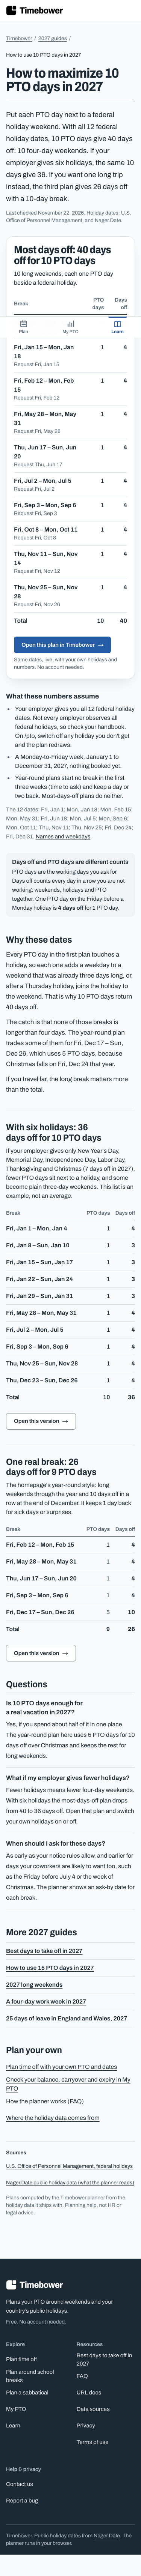 Timebower
Timebower / 2027 guides /
How to use 10 PTO days in 2027
How to maximize 10
PTO days in 2027
Put each PTO day next to a federal
holiday weekend. With all 12 federal
holiday dates, 10 PTO days give 40 days
off: 10 four-day weekends. If your
employer gives six holidays, the same 10
days give 36. If you want one long trip
instead, the third plan gives 26 days off
with a 10-day break.
Last checked November 22, 2026. Holiday dates: U.S.
Office of Personnel Management, and Nager.Date.
Most days off: 40 days
off for 10 PTO days
10 long weekends, each one PTO day
beside a federal holiday.
Break PTO days Days off
Plan My PTO Learn
Fri, Jan 15 – Mon, Jan 18 1 4
Request Fri, Jan 15
Fri, Feb 12 – Mon, Feb 15 1 4
Request Fri, Feb 12
Fri, May 28 – Mon, May 31 1 4
Request Fri, May 28
Thu, Jun 17 – Sun, Jun 20 1 4
Request Thu, Jun 17
Fri, Jul 2 – Mon, Jul 5 1 4
Request Fri, Jul 2
Fri, Sep 3 – Mon, Sep 6 1 4
Request Fri, Sep 3
Fri, Oct 8 – Mon, Oct 11 1 4
Request Fri, Oct 8
Thu, Nov 11 – Sun, Nov 14 1 4
Request Fri, Nov 12
Thu, Nov 25 – Sun, Nov 28 1 4
Request Fri, Nov 26
Total 10 40
Open this plan in Timebower →
Same dates, live, with your own holidays and
numbers. No account needed.
What these numbers assume
• Your employer gives you all 12 federal holiday
dates. Not every employer observes all
federal holidays, so check your handbook.
On /pto, switch off any holiday you don't get
and the plan redraws.
• A Monday-to-Friday week, January 1 to
December 31, 2027, nothing booked yet.
• Year-round plans start no break in the first
three weeks (time to ask) and keep a day or
two back. Most-days-off plans do neither.
The 12 dates: Fri, Jan 1; Mon, Jan 18; Mon, Feb 15;
Mon, May 31; Fri, Jun 18; Mon, Jul 5; Mon, Sep 6;
Mon, Oct 11; Thu, Nov 11; Thu, Nov 25; Fri, Dec 24;
Fri, Dec 31. Names and weekdays.
Days off and PTO days are different counts
PTO days are the working days you ask for.
Days off counts every day in a row you are not
working: weekends, holidays and PTO
together. One PTO day on the Friday before a
Monday holiday is 4 days off for 1 PTO day.
Why these dates
Every PTO day in the first plan touches a
holiday, so each one adds a weekday to a
weekend that was already three days long, or,
after a Thursday holiday, joins the holiday to
the weekend. That is why 10 PTO days return
40 days off.
The catch is that none of those breaks is
longer than four days. The year-round plan
trades some of them for Fri, Dec 17 – Sun,
Dec 26, which uses 5 PTO days, because
Christmas falls on Fri, Dec 24 that year.
If you travel far, the long break matters more
than the total.
With six holidays: 36
days off for 10 PTO days
If your employer gives only New Year's Day,
Memorial Day, Independence Day, Labor Day,
Thanksgiving and Christmas (7 days off in 2027),
fewer PTO days sit next to a holiday, and some
become plain three-day weekends. This list is an
example, not an average.
Break PTO days Days off
Fri, Jan 1 – Mon, Jan 4 1 4
Fri, Jan 8 – Sun, Jan 10 1 3
Fri, Jan 15 – Sun, Jan 17 1 3
Fri, Jan 22 – Sun, Jan 24 1 3
Fri, Jan 29 – Sun, Jan 31 1 3
Fri, May 28 – Mon, May 31 1 4
Fri, Jul 2 – Mon, Jul 5 1 4
Fri, Sep 3 – Mon, Sep 6 1 4
Thu, Nov 25 – Sun, Nov 28 1 4
Thu, Dec 23 – Sun, Dec 26 1 4
Total 10 36
Open this version →
One real break: 26
days off for 9 PTO days
The homepage's year-round style: long
weekends through the year and 10 days off in a
row at the end of December. It keeps 1 day back
for sick days or surprises.
Break PTO days Days off
Fri, Feb 12 – Mon, Feb 15 1 4
Fri, May 28 – Mon, May 31 1 4
Thu, Jun 17 – Sun, Jun 20 1 4
Fri, Sep 3 – Mon, Sep 6 1 4
Fri, Dec 17 – Sun, Dec 26 5 10
Total 9 26
Open this version →
Questions
Is 10 PTO days enough for
a real vacation in 2027?
Yes, if you spend about half of it in one place.
The year-round plan here uses 5 PTO days for 10
days off over Christmas and keeps the rest for
long weekends.
What if my employer gives fewer holidays?
Fewer holidays means fewer four-day weekends.
With six holidays the most-days-off plan drops
from 40 to 36 days off. Open that plan and switch
your own holidays on or off.
When should I ask for these days?
As early as your notice rules allow, and earlier for
days your coworkers are likely to want too, such
as the Friday before July 4 or the week of
Christmas. The planner shows an ask-by date for
each break.
More 2027 guides
Best days to take off in 2027
How to use 15 PTO days in 2027
2027 long weekends
A four-day work week in 2027
25 days of leave in England and Wales, 2027
Plan your own
Plan time off with your own PTO and dates
Check your balance, carryover and expiry in My
PTO
How the planner works (FAQ)
Where the holiday data comes from
Sources
U.S. Office of Personnel Management, federal holidays
Nager.Date public holiday data (what the planner reads)
Plans computed by the Timebower planner from the
holiday data it ships with. Planning help, not HR or
legal advice.
Timebower
Plans your PTO around weekends and your
country's public holidays.
Free. No account needed.
Explore
Plan time off
Plan around school
breaks
Plan a sabbatical
My PTO
Learn
Resources
Best days to take off in
2027
FAQ
URL docs
Data sources
Privacy
Terms of use
Help & privacy
Contact us
Report a bug
Timebower. Public holiday dates from Nager.Date. The
planner runs in your browser.